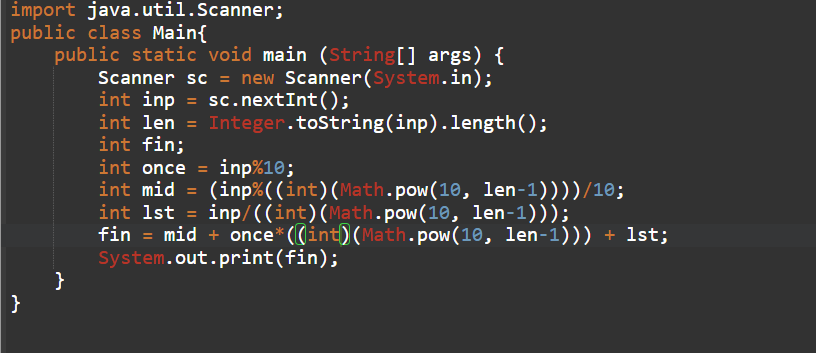 import java.util.Scanner;
public class Main{
    public static void main (String[] args) {
        Scanner sc = new Scanner(System.in);
        int inp = sc.nextInt();
        int len = Integer.toString(inp).length();
        int fin;
        int once = inp%10;
        int mid = (inp%((int)(Math.pow(10, len-1))))/10;
        int lst = inp/((int)(Math.pow(10, len-1)));
        fin = mid + once*((int)(Math.pow(10, len-1))) + lst;
        System.out.print(fin);
    }
}